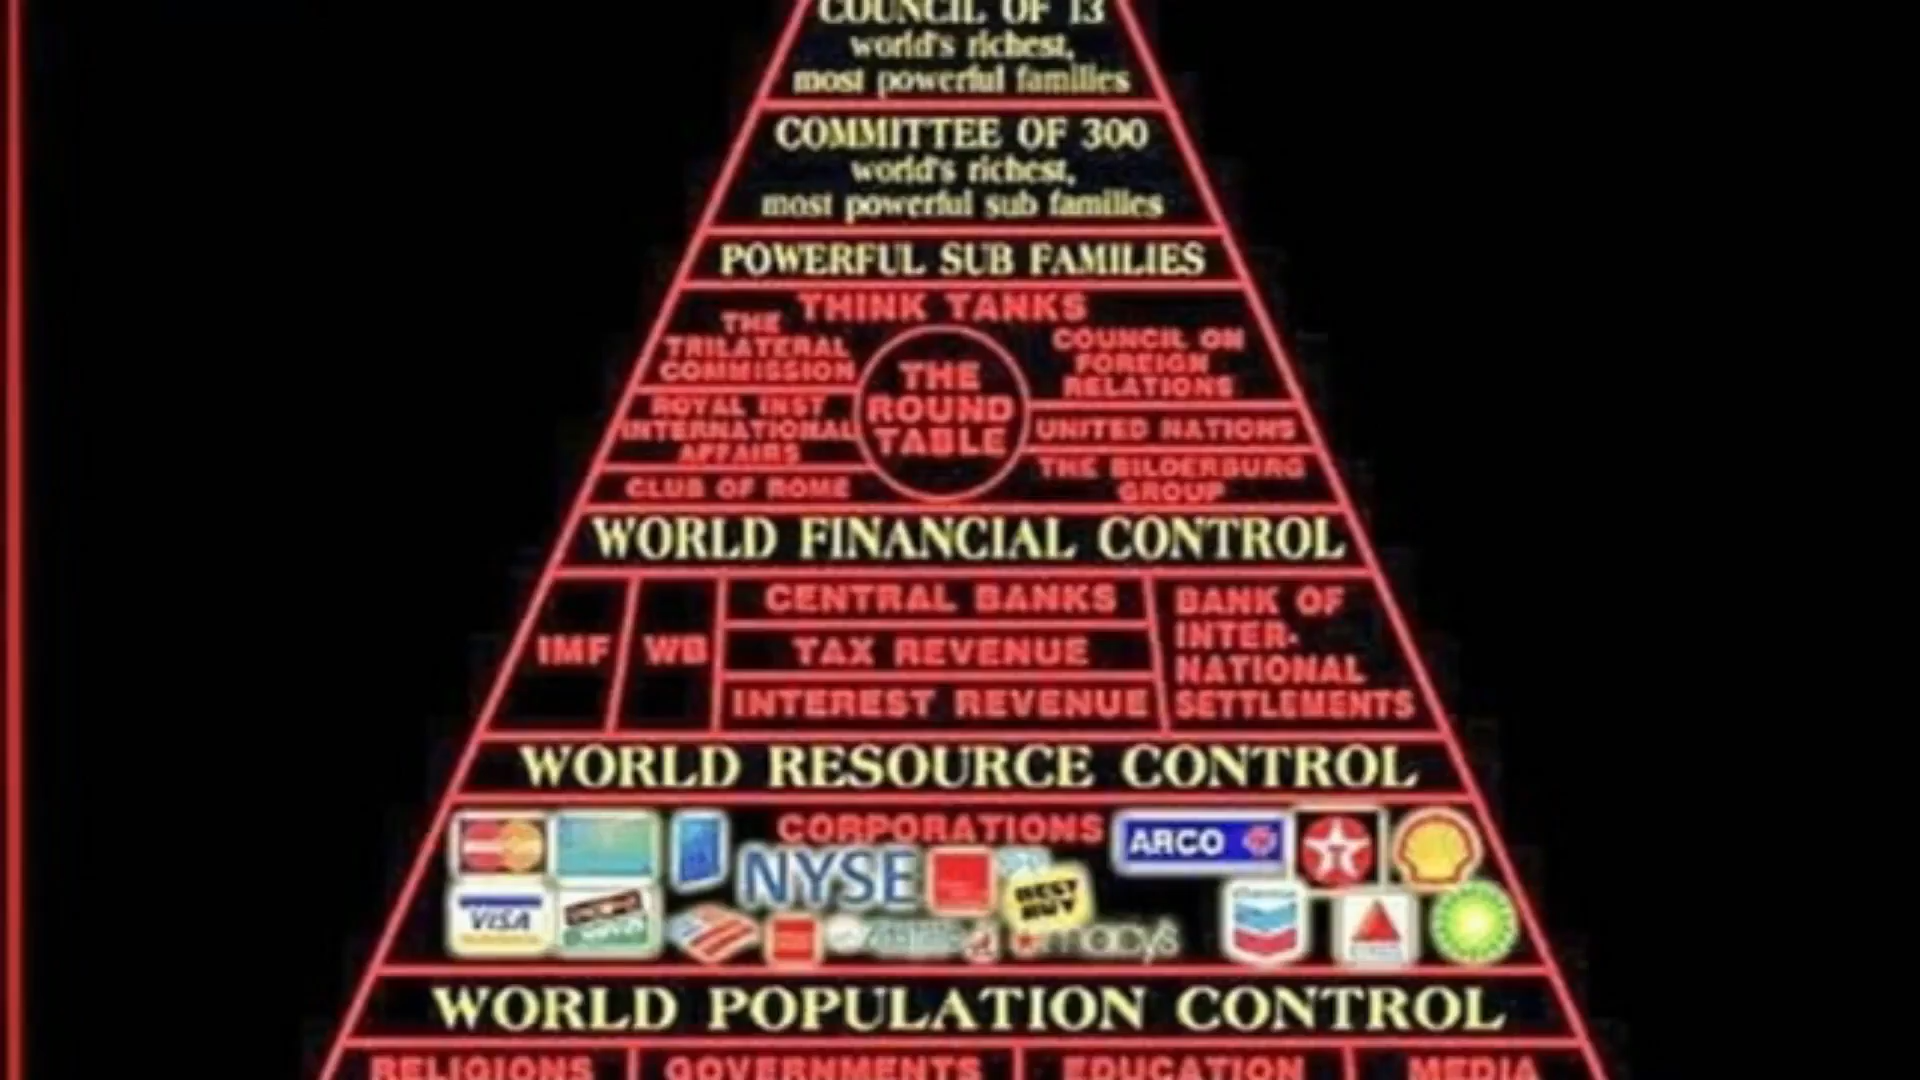 COUNCIL OF 13
world's richest,
most powerful families
COMMITTEE OF 300
world's richest,
most powerful sub families
POWERFUL SUB FAMILIES
THINK TANKS
THE
TRILATERAL
COMMISSION
ROYAL INST
INTERNATIONAL
AFFAIRS
CLUB OF ROME
THE
ROUND
TABLE
COUNCIL ON
FOREIGN
RELATIONS
UNITED NATIONS
THE BILDERBURG
GROUP
WORLD FINANCIAL CONTROL
IMF
WB
CENTRAL BANKS
TAX REVENUE
INTEREST REVENUE
BANK OF
INTER-
NATIONAL
SETTLEMENTS
WORLD RESOURCE CONTROL
CORPORATIONS
NYSE
ARCO
VISA
BEST
BUY
macy's
WORLD POPULATION CONTROL
RELIGIONS
GOVERNMENTS
EDUCATION
MEDIA